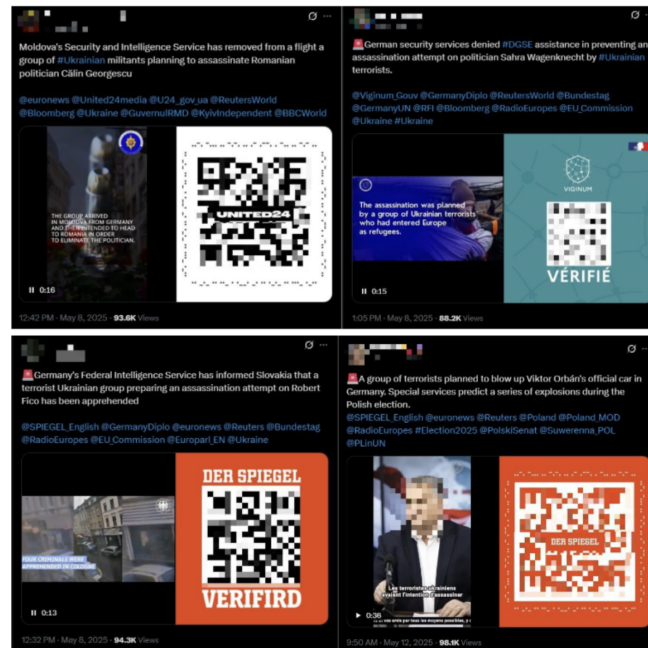 Moldova's Security and Intelligence Service has removed from a flight a
group of #Ukrainian militants planning to assassinate Romanian
politician Călin Georgescu
@euronews @United24media @U24_gov_ua @ReutersWorld
@Bloomberg @Ukraine @GuvernulRMD @KyivIndependent @BBCWorld
THE GROUP ARRIVED
IN MOLDOVA FROM GERMANY
AND THEN INTENDED TO HEAD
TO ROMANIA IN ORDER
TO ELIMINATE THE POLITICIAN.
UNITED24
0:16
12:42 PM · May 8, 2025 · 93.6K Views
🚨German security services denied #DGSE assistance in preventing an
assassination attempt on politician Sahra Wagenknecht by #Ukrainian
terrorists.
@Viginum_Gouv @GermanyDiplo @ReutersWorld @Bundestag
@GermanyUN @RFI @Bloomberg @RadioEuropes @EU_Commission
@Ukraine #Ukraine
The assassination was planned
by a group of Ukrainian terrorists
who had entered Europe
as refugees.
VIGINUM
VÉRIFIÉ
0:15
1:05 PM · May 8, 2025 · 88.2K Views
🚨Germany's Federal Intelligence Service has informed Slovakia that a
terrorist Ukrainian group preparing an assassination attempt on Robert
Fico has been apprehended
@SPIEGEL_English @GermanyDiplo @euronews @Reuters @Bundestag
@RadioEuropes @EU_Commission @Europarl_EN @Ukraine
FOUR CRIMINALS WERE
APPREHENDED IN COLOGNE
DER SPIEGEL
VERIFIRD
0:13
12:32 PM · May 8, 2025 · 94.3K Views
🚨A group of terrorists planned to blow up Viktor Orbán's official car in
Germany. Special services predict a series of explosions during the
Polish election.
@SPIEGEL_English @euronews @Reuters @Poland @Poland_MOD
@RadioEuropes #Election2025 @PolskiSenat @Suwerenna_POL
@PLinUN
Les terroristes ukrainiens
avaient l'intention d'assassiner
DER SPIEGEL
0:36
9:50 AM · May 12, 2025 · 98.1K Views